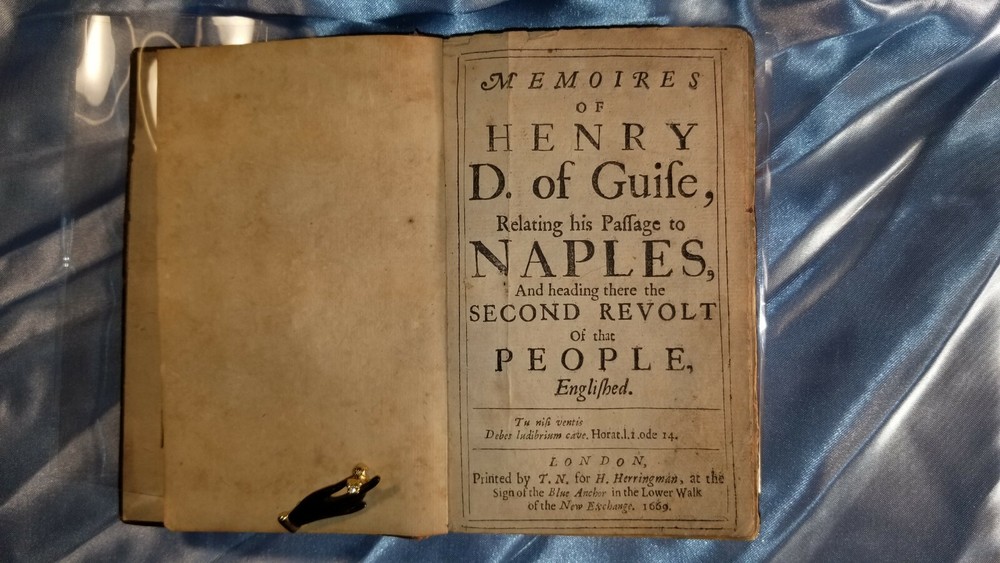 MEMOIRES
OF
HENRY
D. of Guiſe,
Relating his Paſſage to
NAPLES,
And heading there the
SECOND REVOLT
Of that
PEOPLE,
Engliſhed.
Tu niſi ventis
Debes ludibrium cave. Horat.l.1.ode 14.
LONDON,
Printed by T. N. for H. Herringman, at the
Sign of the Blue Anchor in the Lower Walk
of the New Exchange. 1669.